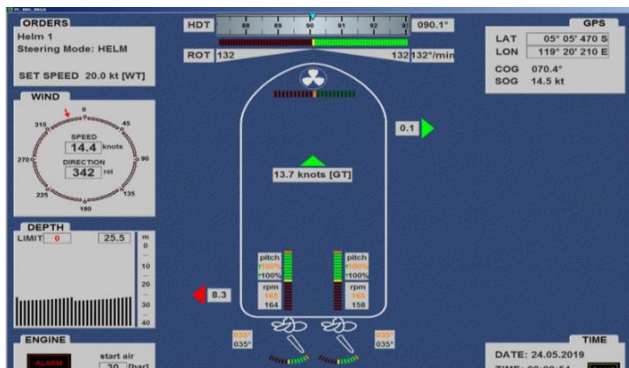 ORDERS
Helm 1
Steering Mode: HELM
SET SPEED 20.0 kt [WT]
HDT
88 89 90 91 92
090.1°
ROT 132
132 132°/min
GPS
LAT 05° 05' 470 S
LON 119° 20' 210 E
COG 070.4°
SOG 14.5 kt
WIND
0
315 45
SPEED
14.4 knots
270 90
DIRECTION
342 rel
225 135
180
0.1
13.7 knots [GT]
DEPTH
LIMIT 0 25.5 m
0
10
20
30
40
pitch pitch
↑100% ↑100%
↑100% ↑100%
rpm rpm
165 160
164 158
8.3
035° 035°
035° 035°
ENGINE
ALARM
start air
30 [bar]
TIME
DATE: 24.05.2019